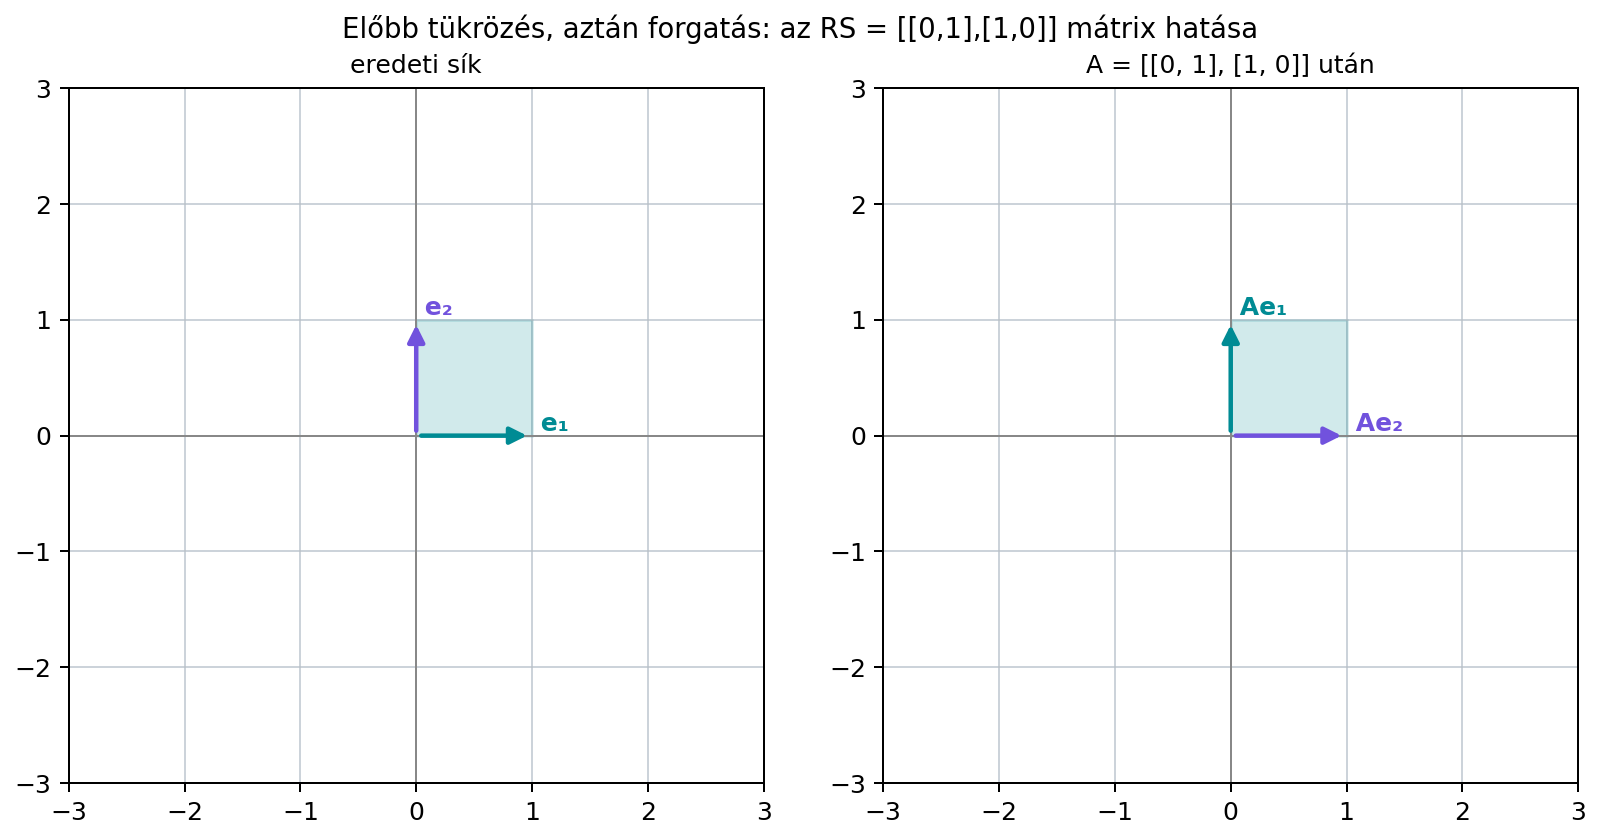 Előbb tükrözés, aztán forgatás: az RS = [[0,1],[1,0]] mátrix hatása
eredeti sík
3
2
1
0
−1
−2
−3
−3 −2 −1 0 1 2 3
e₂
e₁
A = [[0, 1], [1, 0]] után
3
2
1
0
−1
−2
−3
−3 −2 −1 0 1 2 3
Ae₁
Ae₂